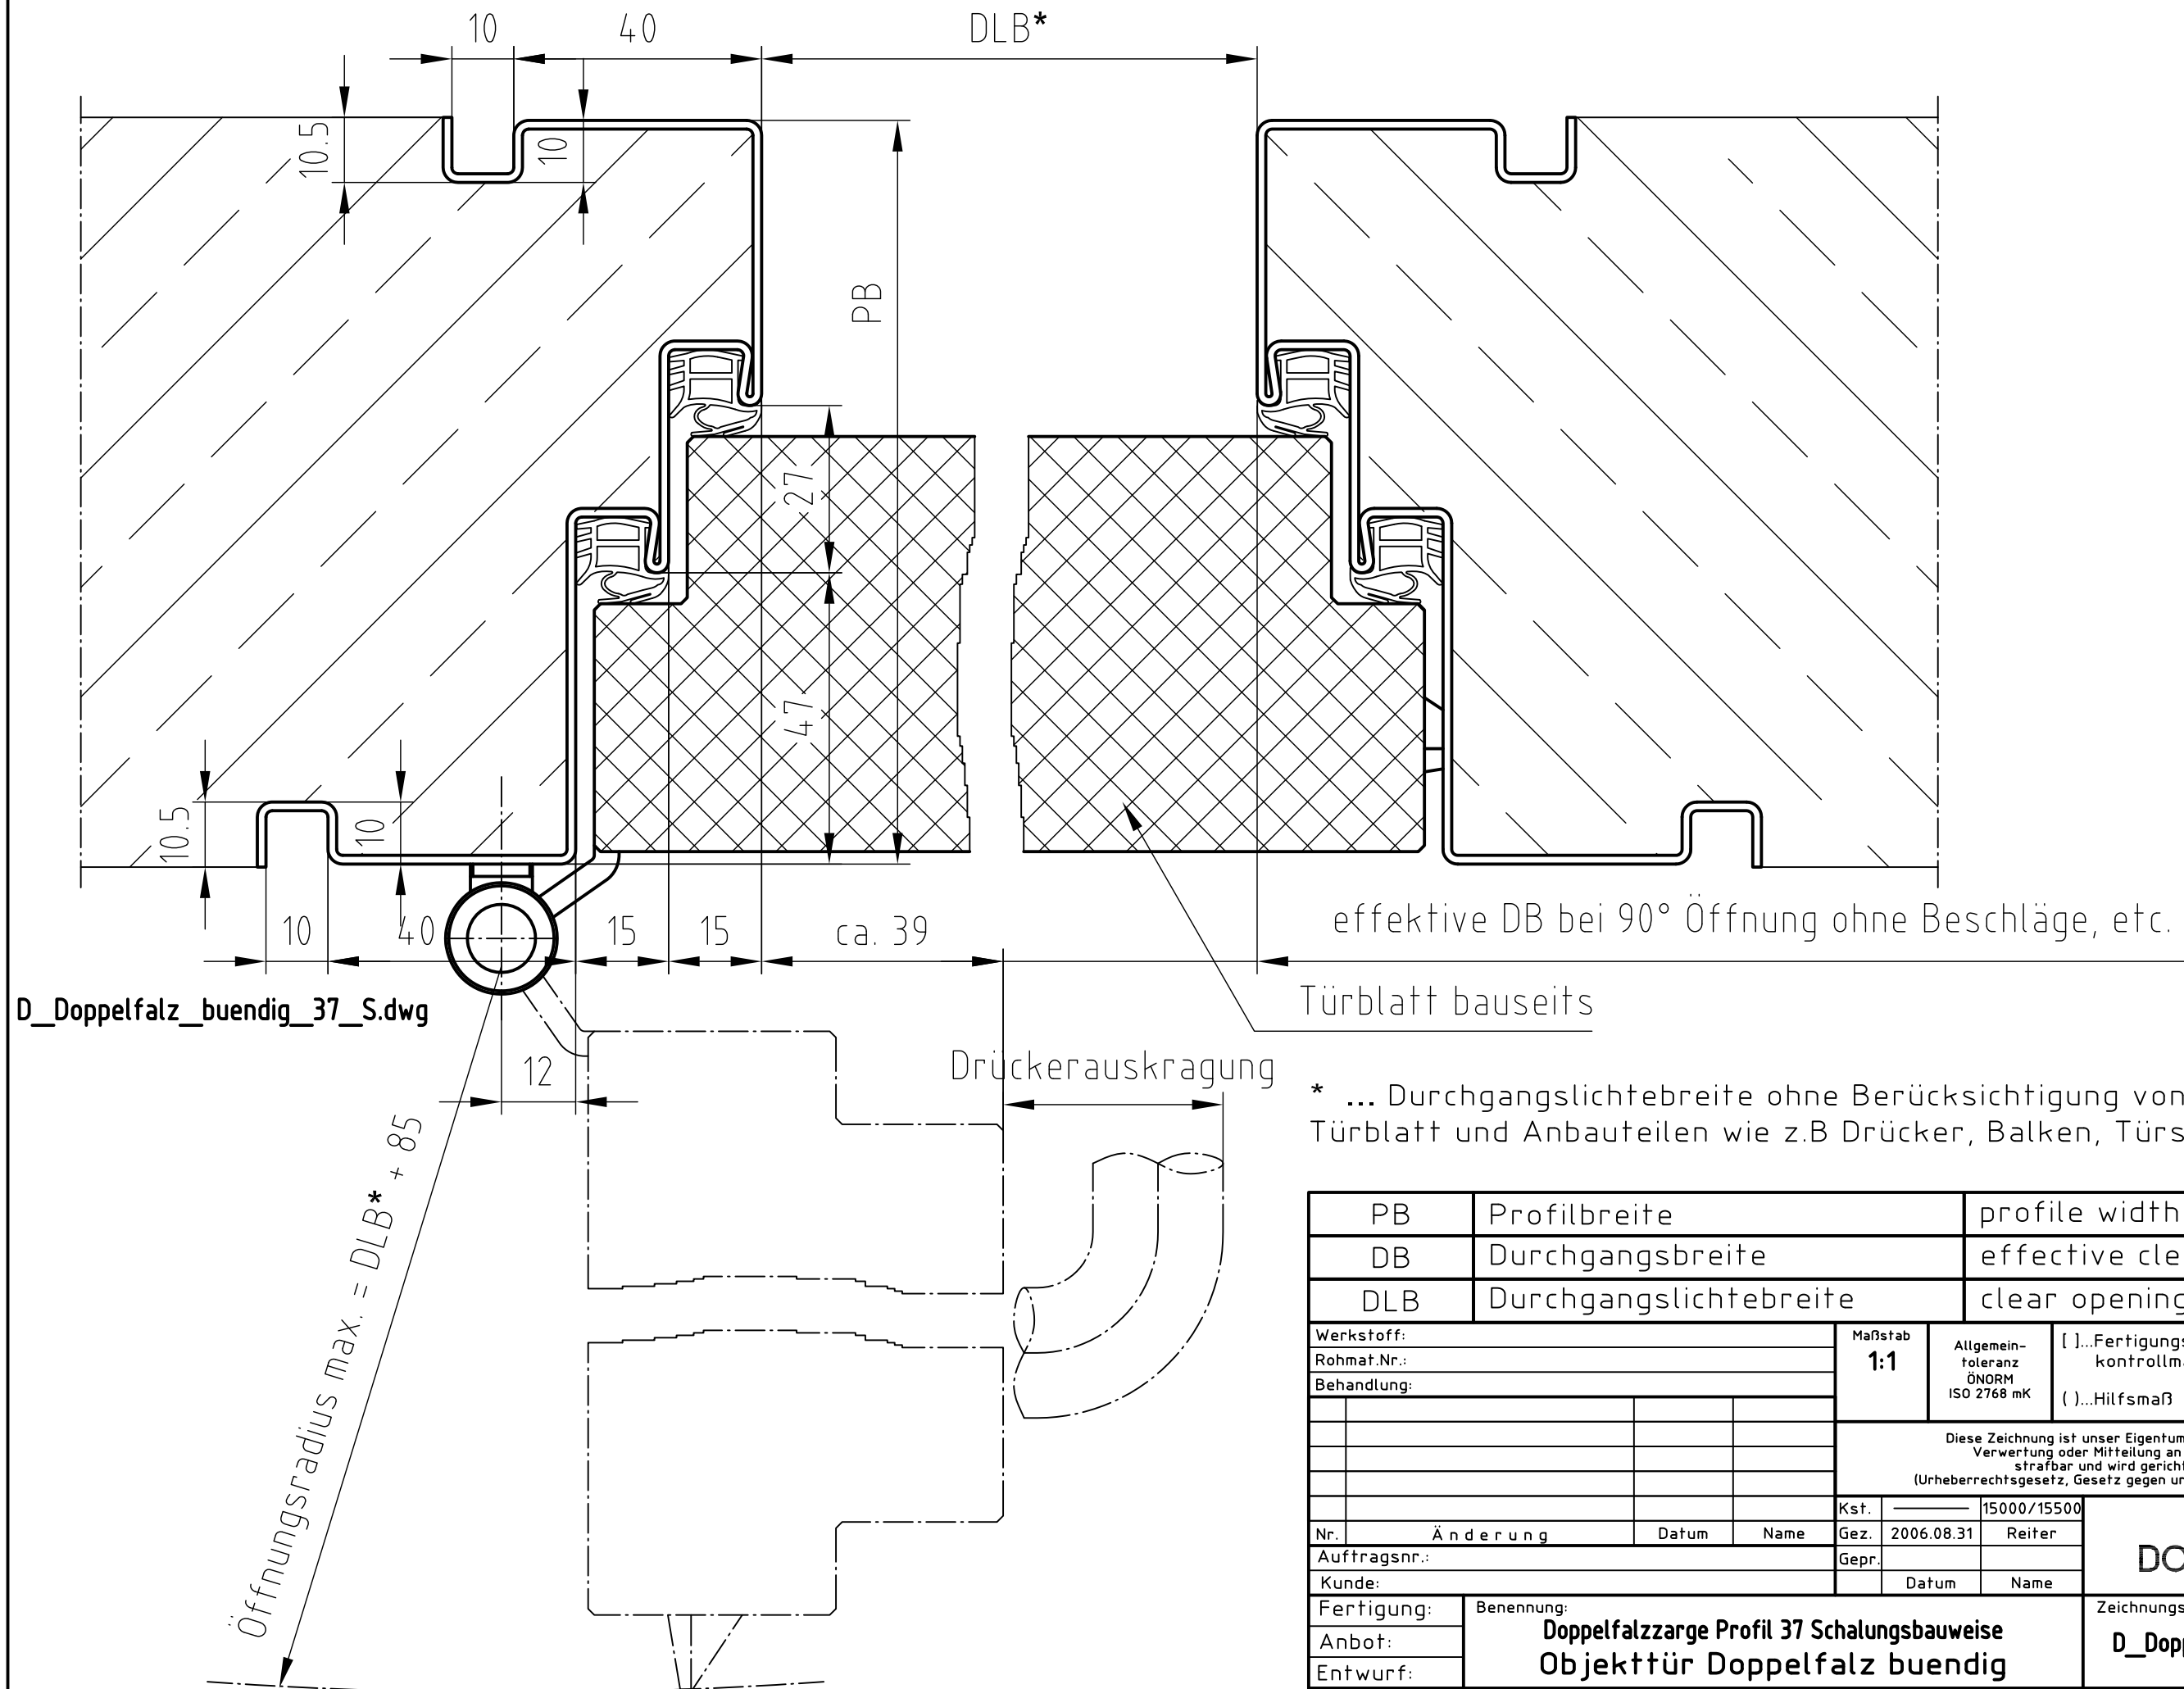 10
40
DLB*
10.5
10
PB
27
47
10.5
10
10
40
15
15
ca. 39
effektive DB bei 90° Öffnung ohne Beschläge, etc.
D_Doppelfalz_buendig_37_S.dwg
Türblatt bauseits
12
Drückerauskragung
* ... Durchgangslichtebreite ohne Berücksichtigung von
Türblatt und Anbauteilen wie z.B Drücker, Balken, Türs
Öffnungsradius max. = DLB* + 85
PB Profilbreite profile width
DB Durchgangsbreite effective cle
DLB Durchgangslichtebreite clear opening
Werkstoff:
Rohmat.Nr.:
Behandlung:
Maßstab
1:1
Allgemein-
toleranz
ÖNORM
ISO 2768 mK
[ ]...Fertigungs
kontrollm
( )...Hilfsmaß
Diese Zeichnung ist unser Eigentum
Verwertung oder Mitteilung an
strafbar und wird gericht
(Urheberrechtsgesetz, Gesetz gegen un
Kst. 15000/15500
Nr. Änderung Datum Name
Gez. 2006.08.31 Reiter
Auftragsnr.:
Gepr.
Kunde:
Datum Name
DO
Fertigung:
Anbot:
Entwurf:
Benennung:
Doppelfalzzarge Profil 37 Schalungsbauweise
Objekttür Doppelfalz buendig
Zeichnungs
D_Dopp